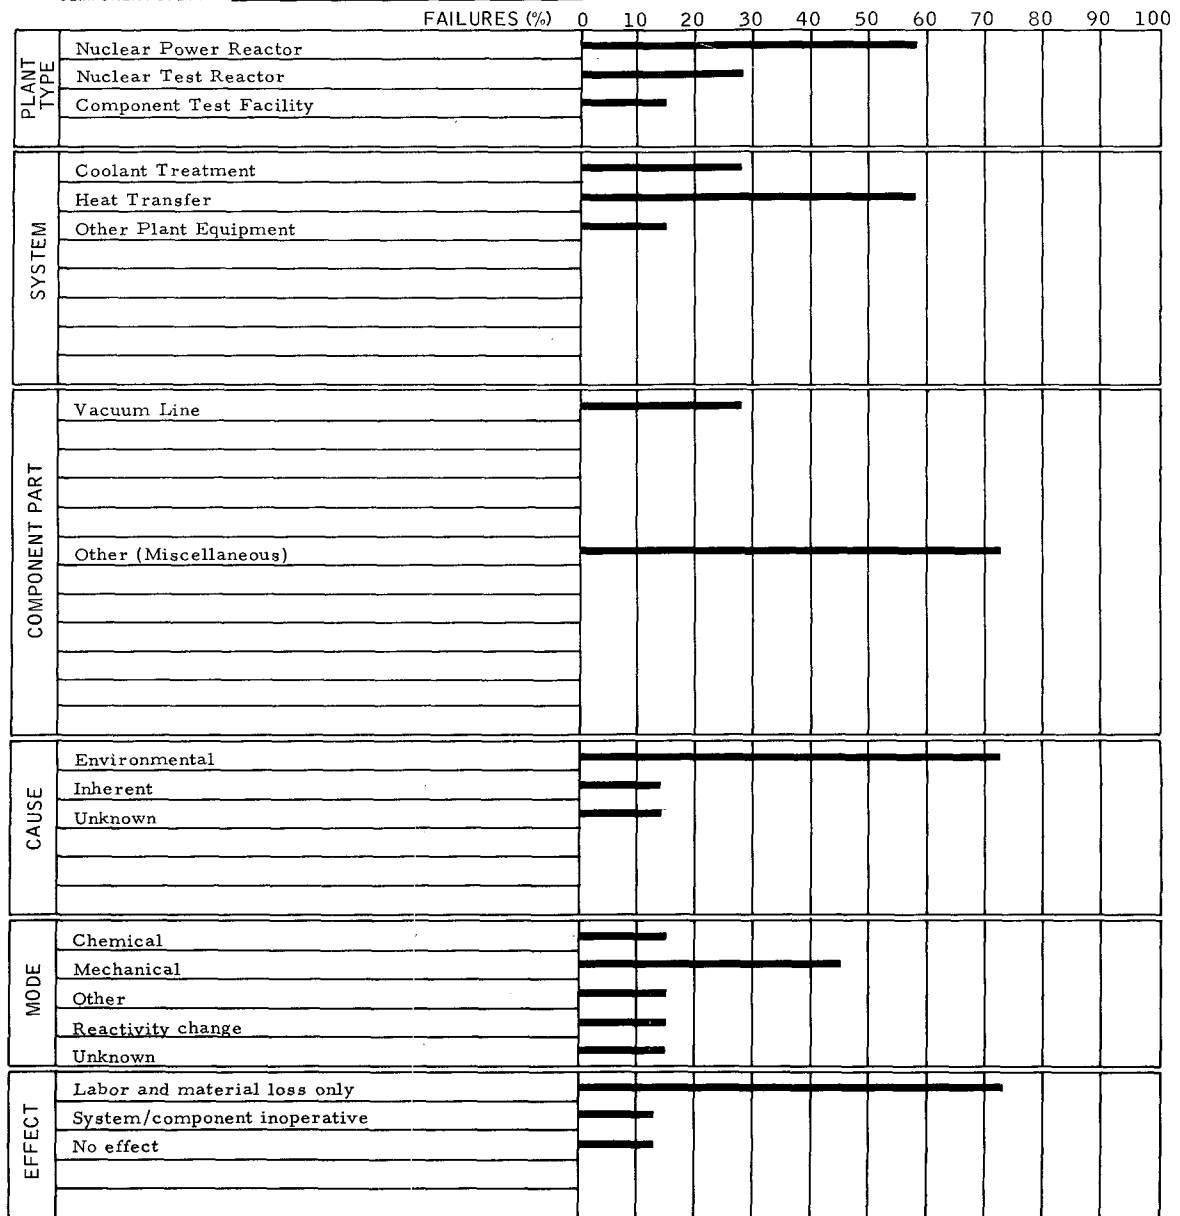 FAILURES (%) 0 10 20 30 40 50 60 70 80 90 100
PLANT TYPE
Nuclear Power Reactor
Nuclear Test Reactor
Component Test Facility
SYSTEM
Coolant Treatment
Heat Transfer
Other Plant Equipment
COMPONENT PART
Vacuum Line
Other (Miscellaneous)
CAUSE
Environmental
Inherent
Unknown
MODE
Chemical
Mechanical
Other
Reactivity change
Unknown
EFFECT
Labor and material loss only
System/component inoperative
No effect